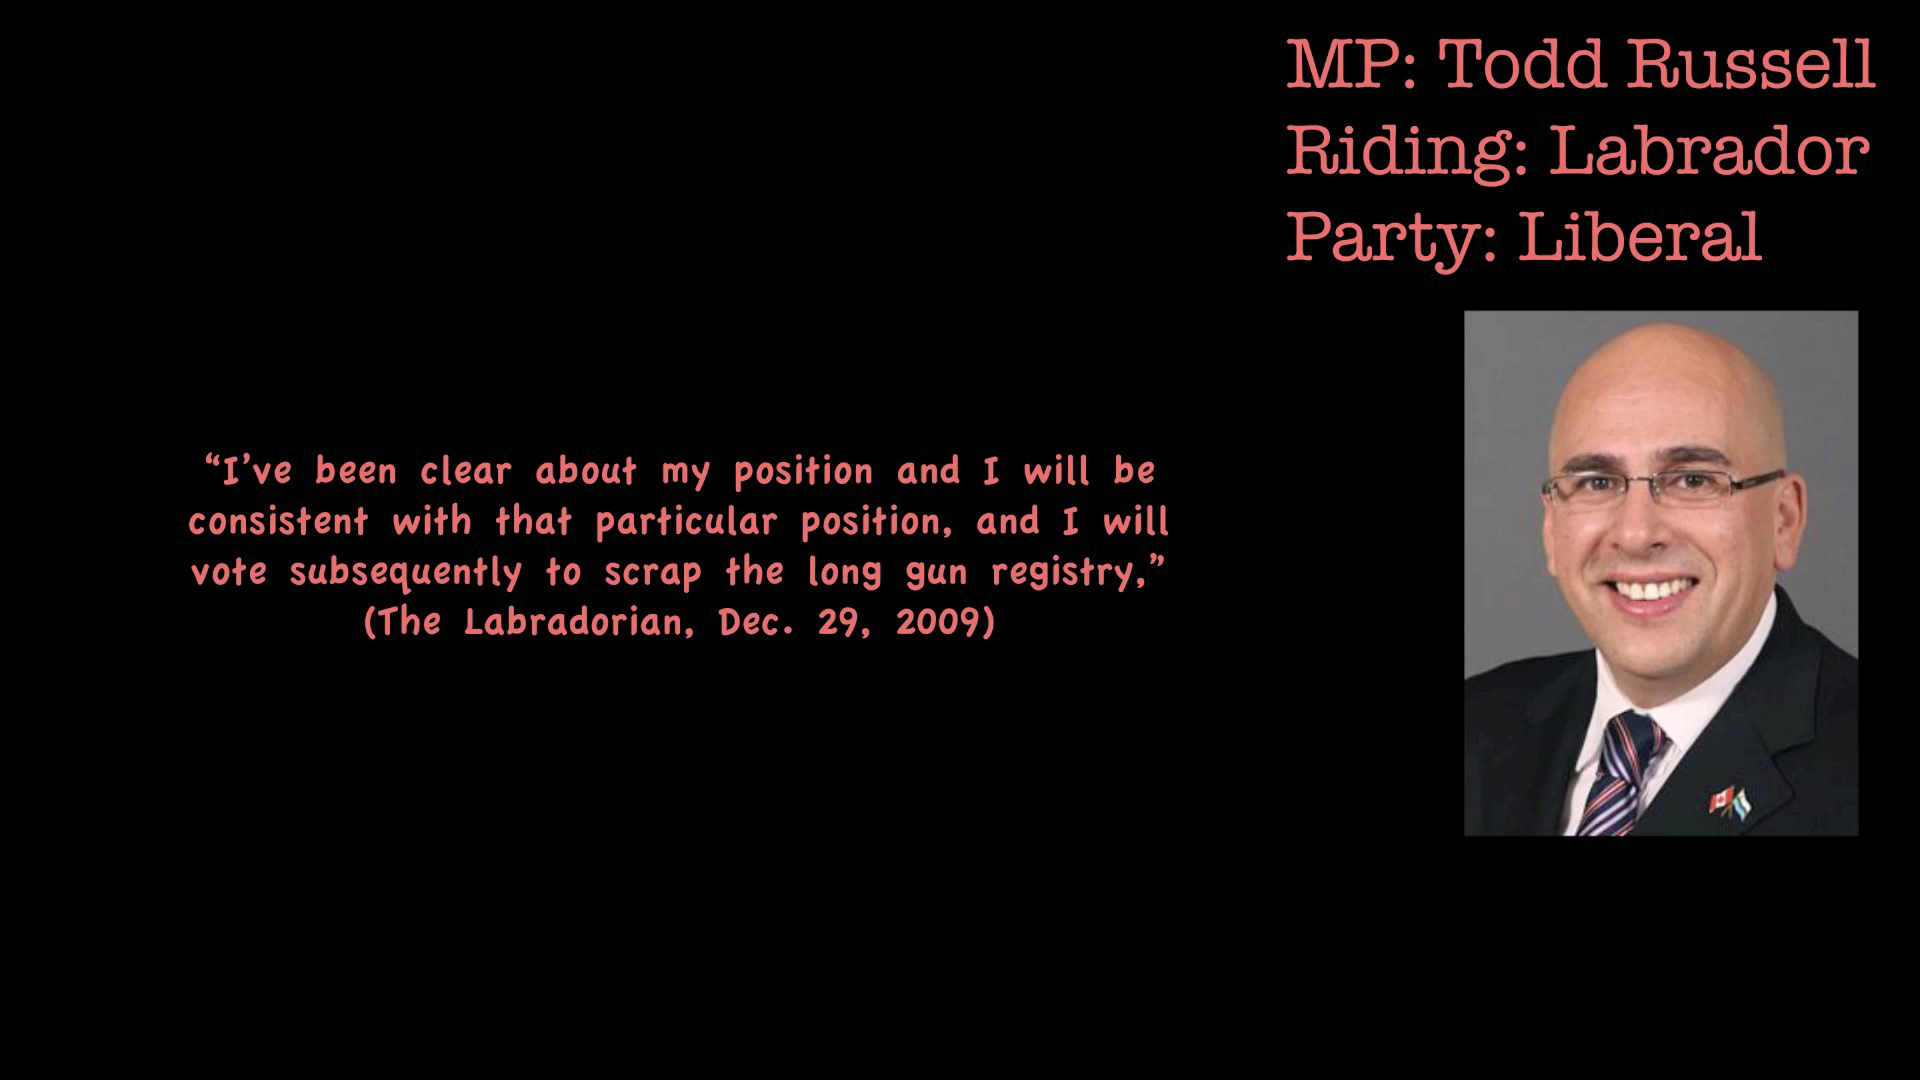 MP: Todd Russell
Riding: Labrador
Party: Liberal
“I’ve been clear about my position and I will be
consistent with that particular position, and I will
vote subsequently to scrap the long gun registry,”
(The Labradorian, Dec. 29, 2009)